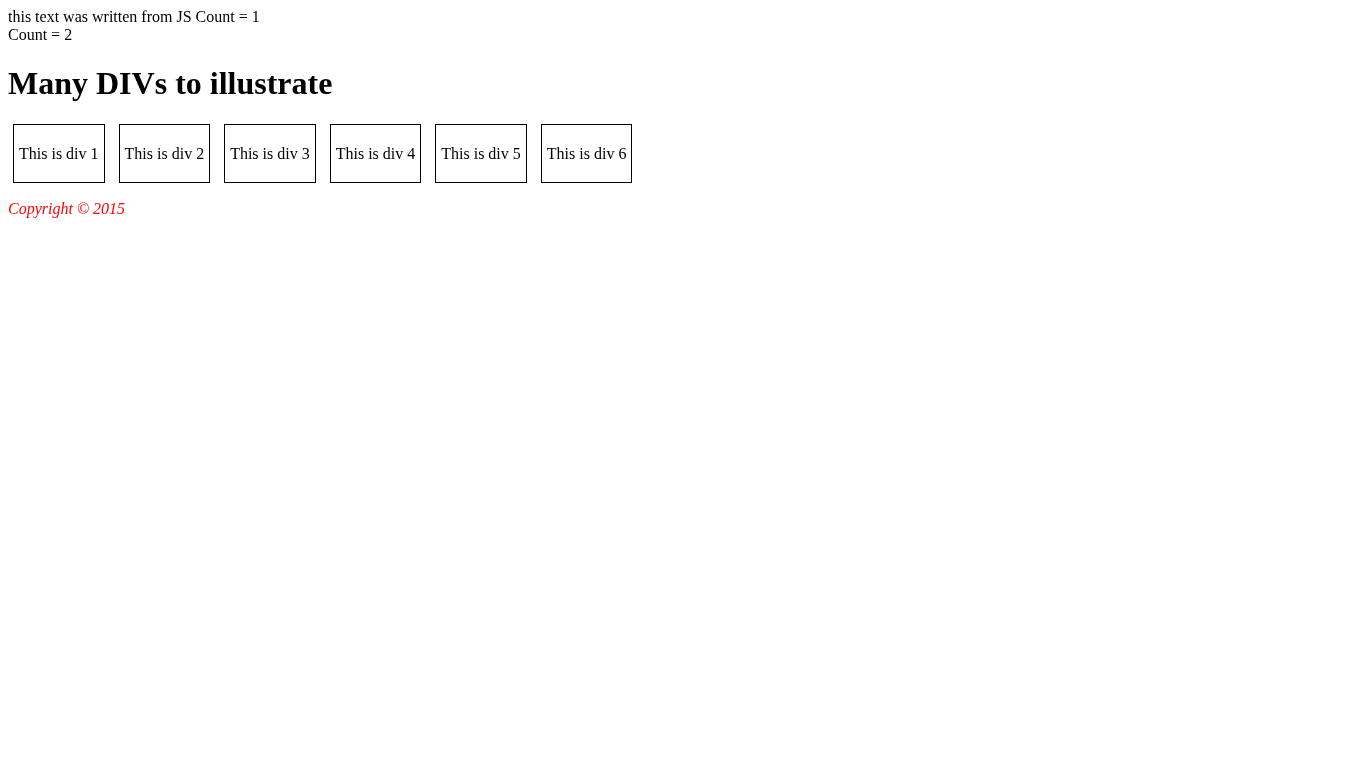 this text was written from JS Count = 1
Count = 2
Many DIVs to illustrate
This is div 1 This is div 2 This is div 3 This is div 4 This is div 5 This is div 6
Copyright © 2015